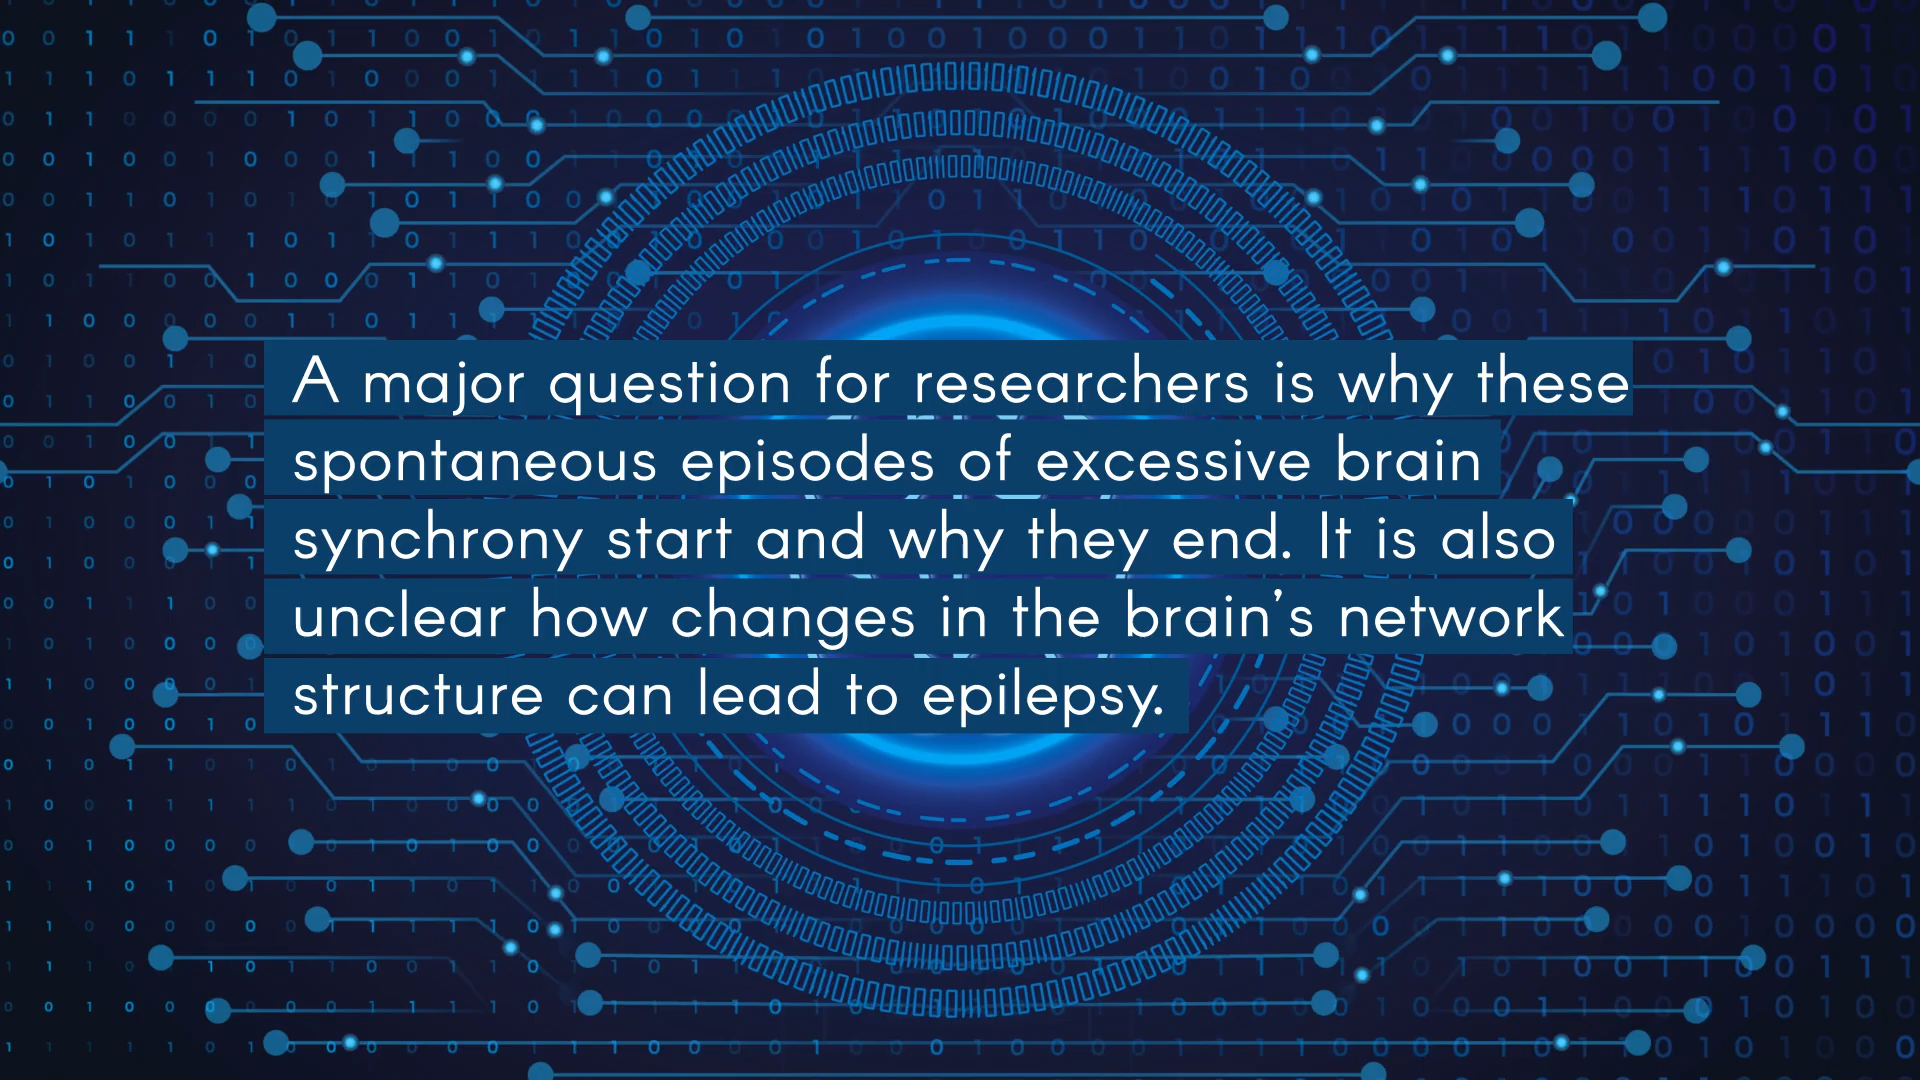 A major question for researchers is why these
spontaneous episodes of excessive brain
synchrony start and why they end. It is also
unclear how changes in the brain’s network
structure can lead to epilepsy.